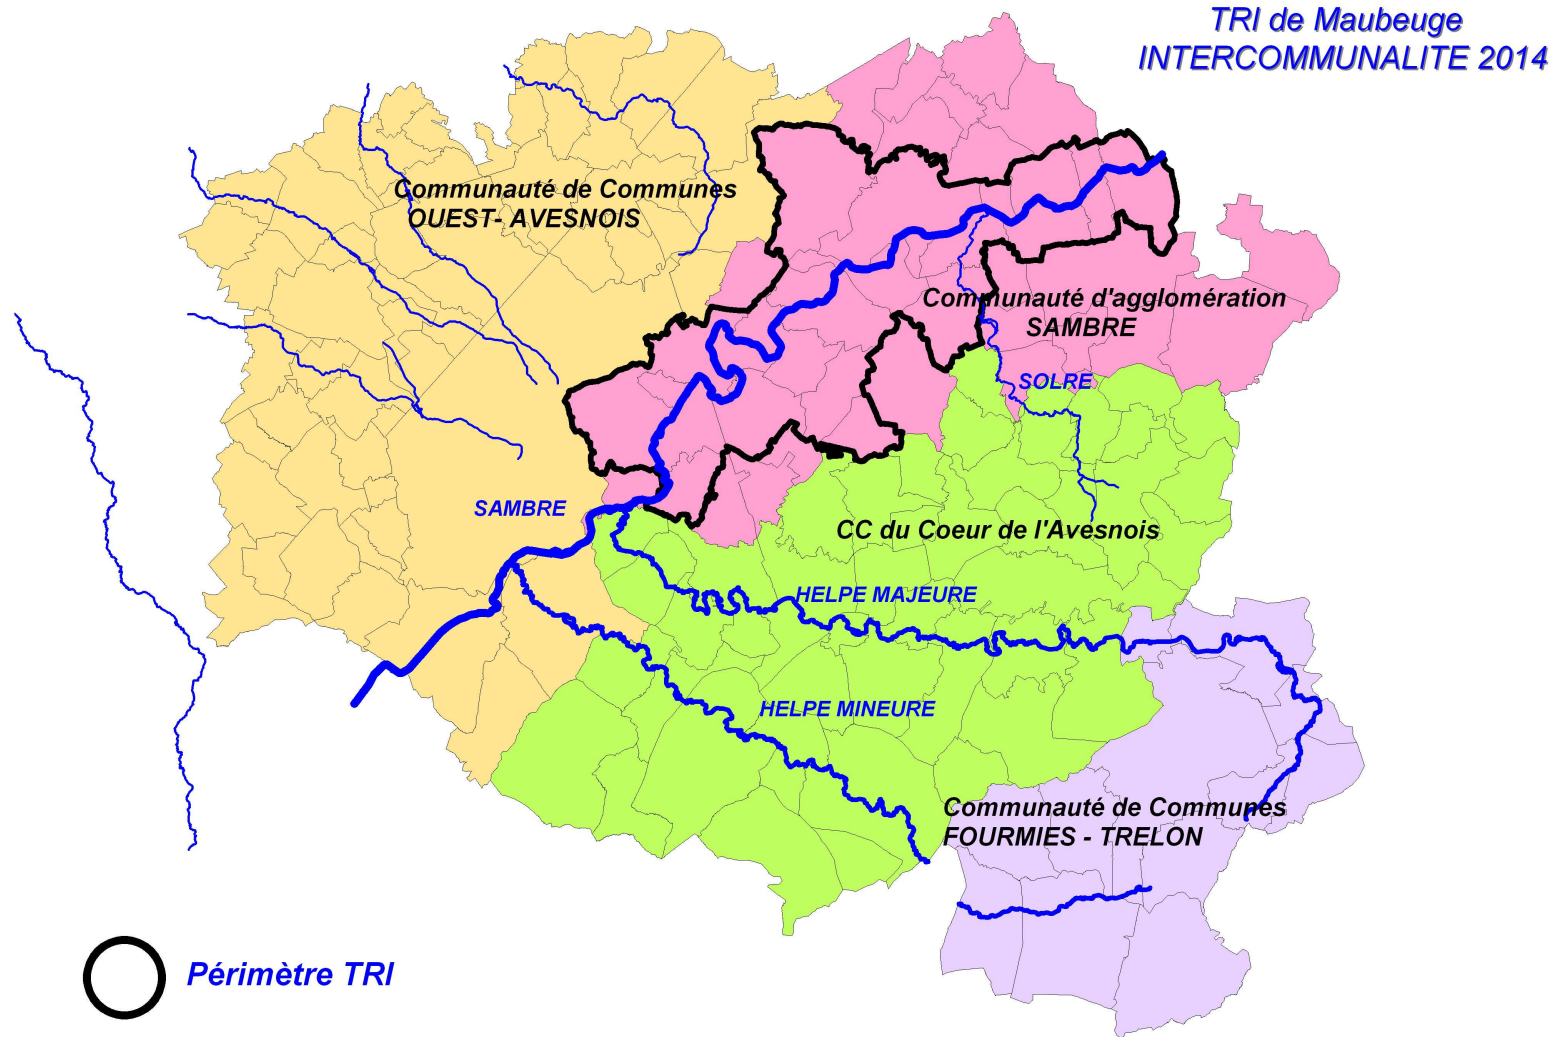 TRI de Maubeuge
INTERCOMMUNALITE 2014
Communauté de Communes
OUEST- AVESNOIS
Communauté d'agglomération
SAMBRE
SOLRE
SAMBRE
CC du Coeur de l'Avesnois
HELPE MAJEURE
HELPE MINEURE
Communauté de Communes
FOURMIES - TRELON
Périmètre TRI